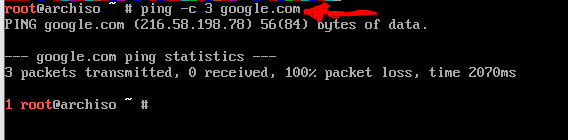 root@archiso ~ # ping -c 3 google.com
PING google.com (216.58.198.78) 56(84) bytes of data.
--- google.com ping statistics ---
3 packets transmitted, 0 received, 100% packet loss, time 2070ms
1 root@archiso ~ #